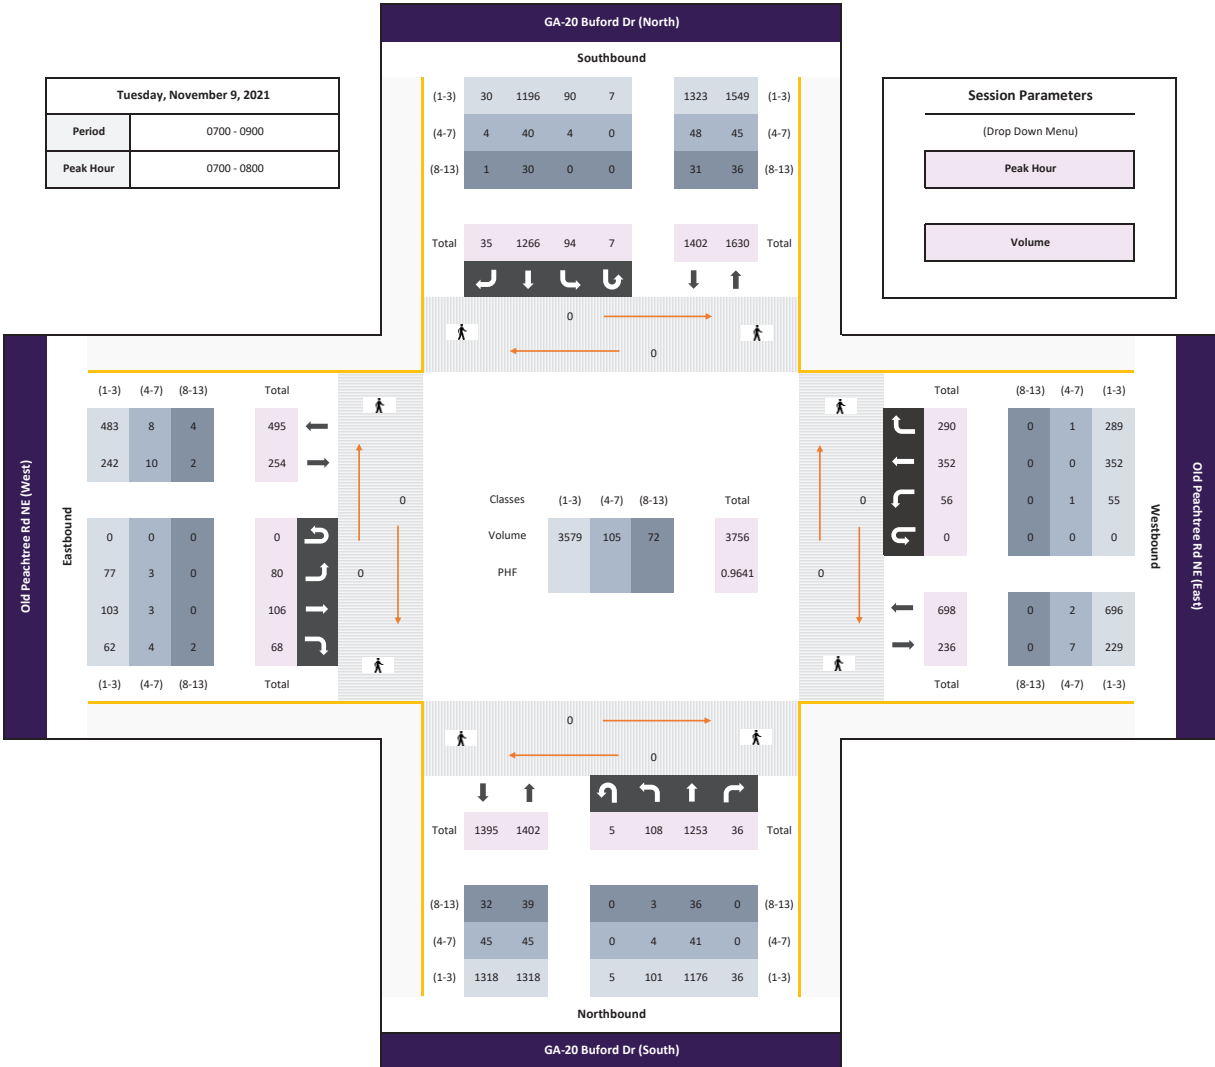 GA-20 Buford Dr (North)
Southbound
Tuesday, November 9, 2021
Period 0700 - 0900
Peak Hour 0700 - 0800
(1-3) 30 1196 90 7 1323 1549 (1-3)
(4-7) 4 40 4 0 48 45 (4-7)
(8-13) 1 30 0 0 31 36 (8-13)
Total 35 1266 94 7 1402 1630 Total
Session Parameters
(Drop Down Menu)
Peak Hour
Volume
0
0
Old Peachtree Rd NE (West)
Eastbound
(1-3) (4-7) (8-13) Total
483 8 4 495
242 10 2 254
0 0 0 0
77 3 0 80
103 3 0 106
62 4 2 68
(1-3) (4-7) (8-13) Total
0
0
Classes (1-3) (4-7) (8-13) Total
Volume 3579 105 72 3756
PHF 0.9641
0
0
Total (8-13) (4-7) (1-3)
290 0 1 289
352 0 0 352
56 0 1 55
0 0 0 0
698 0 2 696
236 0 7 229
Total (8-13) (4-7) (1-3)
Westbound
Old Peachtree Rd NE (East)
0
0
Total 1395 1402 5 108 1253 36 Total
(8-13) 32 39 0 3 36 0 (8-13)
(4-7) 45 45 0 4 41 0 (4-7)
(1-3) 1318 1318 5 101 1176 36 (1-3)
Northbound
GA-20 Buford Dr (South)